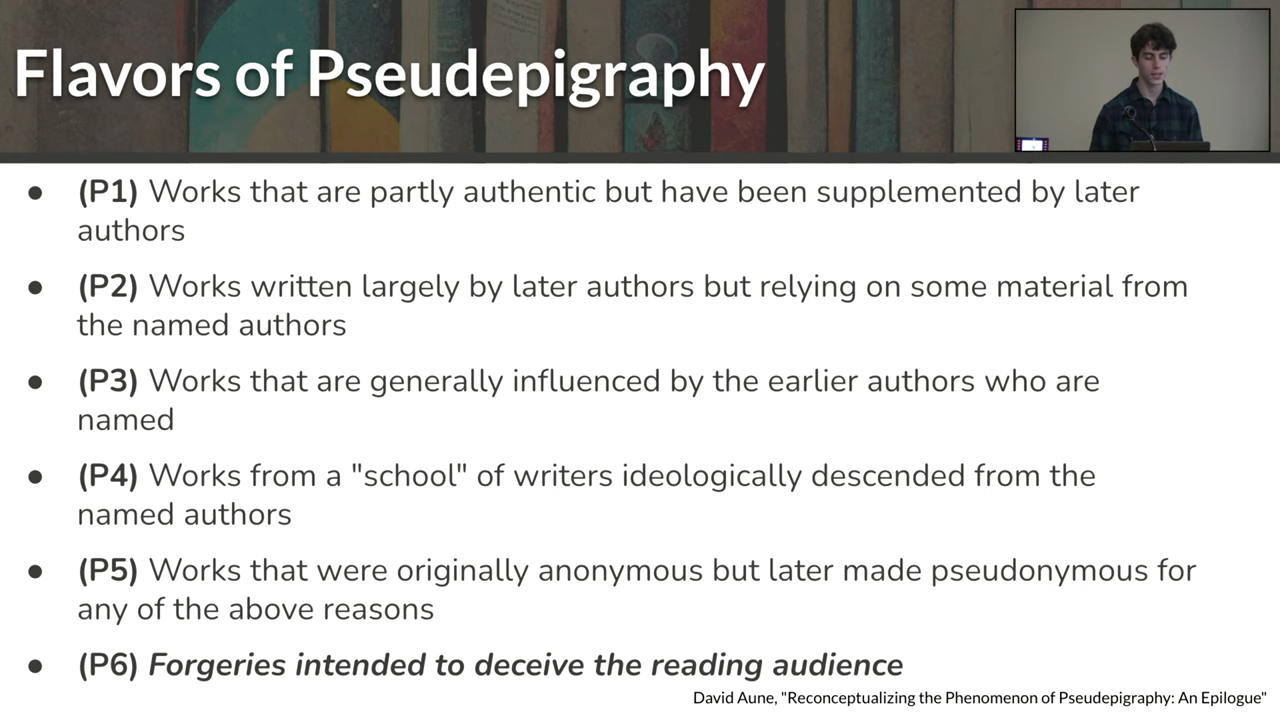 Flavors of Pseudepigraphy
● (P1) Works that are partly authentic but have been supplemented by later
authors
● (P2) Works written largely by later authors but relying on some material from
the named authors
● (P3) Works that are generally influenced by the earlier authors who are
named
● (P4) Works from a "school" of writers ideologically descended from the
named authors
● (P5) Works that were originally anonymous but later made pseudonymous for
any of the above reasons
● (P6) Forgeries intended to deceive the reading audience
David Aune, "Reconceptualizing the Phenomenon of Pseudepigraphy: An Epilogue"